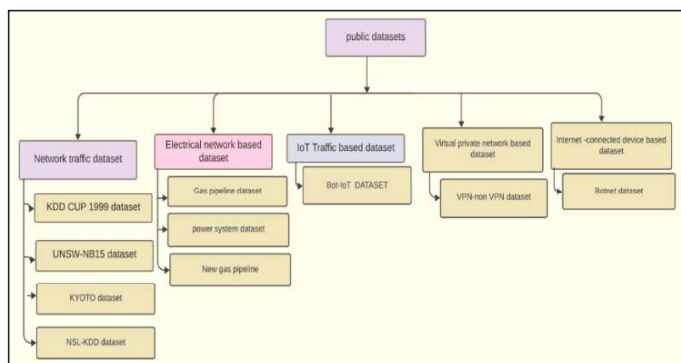 public datasets
Network traffic dataset
KDD CUP 1999 dataset
UNSW-NB15 dataset
KYOTO dataset
NSL-KDD dataset
Electrical network based
dataset
Gas pipeline dataset
power system dataset
New gas pipeline
IoT Traffic based dataset
Bot-IoT DATASET
Virtual private network based
dataset
VPN-non VPN dataset
Internet -connected device based
dataset
Botnet dataset